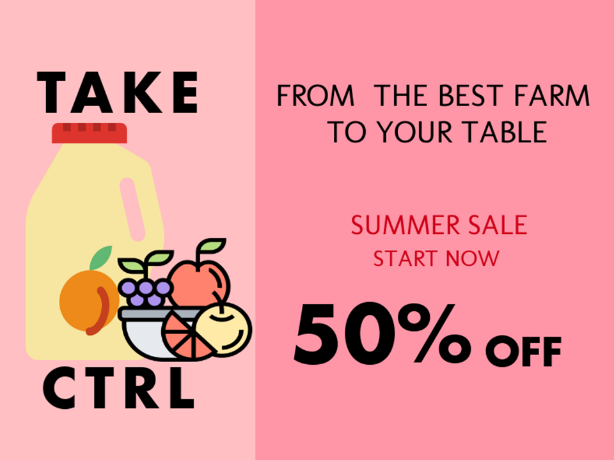 TAKE
CTRL
FROM  THE BEST FARM
TO YOUR TABLE
SUMMER SALE
START NOW
50% OFF